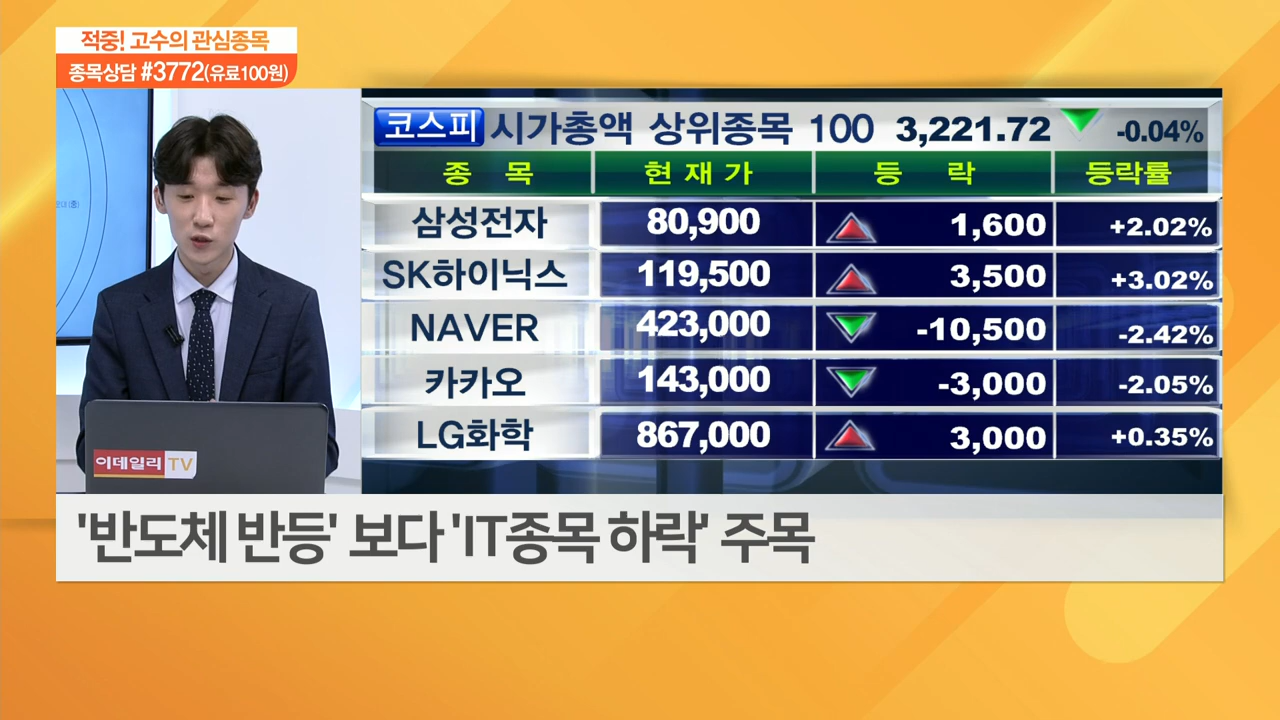 적중! 고수의 관심종목
종목상담 #3772(유료100원)
코스피 시가총액 상위종목 100 3,221.72 -0.04%
종 목 현 재 가 등 락 등락률
삼성전자 80,900 1,600 +2.02%
SK하이닉스 119,500 3,500 +3.02%
NAVER 423,000 -10,500 -2.42%
카카오 143,000 -3,000 -2.05%
LG화학 867,000 3,000 +0.35%
이데일리 TV
'반도체 반등' 보다 'IT종목 하락' 주목